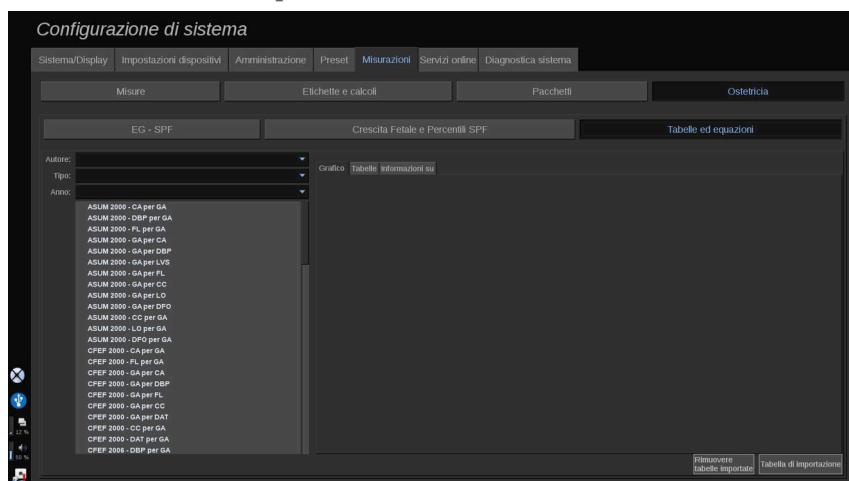 Configurazione di sistema
Sistema/Display Impostazioni dispositivi Amministrazione Preset Misurazioni Servizi online Diagnostica sistema
Misure Etichette e calcoli Pacchetti Ostetricia
EG - SPF Crescita Fetale e Percentili SPF Tabelle ed equazioni
Autore:
Tipo:
Anno:
Grafico Tabelle Informazioni su
ASUM 2000 - CA per GA
ASUM 2000 - DBP per GA
ASUM 2000 - FL per GA
ASUM 2000 - GA per CA
ASUM 2000 - GA per DBP
ASUM 2000 - GA per LVS
ASUM 2000 - GA per FL
ASUM 2000 - GA per CC
ASUM 2000 - GA per LO
ASUM 2000 - GA per DFO
ASUM 2000 - CC per GA
ASUM 2000 - LO per GA
ASUM 2000 - DFO per GA
CFEF 2000 - CA per GA
CFEF 2000 - FL per GA
CFEF 2000 - GA per CA
CFEF 2000 - GA per DBP
CFEF 2000 - GA per FL
CFEF 2000 - GA per CC
CFEF 2000 - GA per DAT
CFEF 2000 - CC per GA
CFEF 2000 - DAT per GA
CFEF 2006 - DBP per GA
12 %
50 %
Rimuovere
tabelle importate
Tabella di importazione